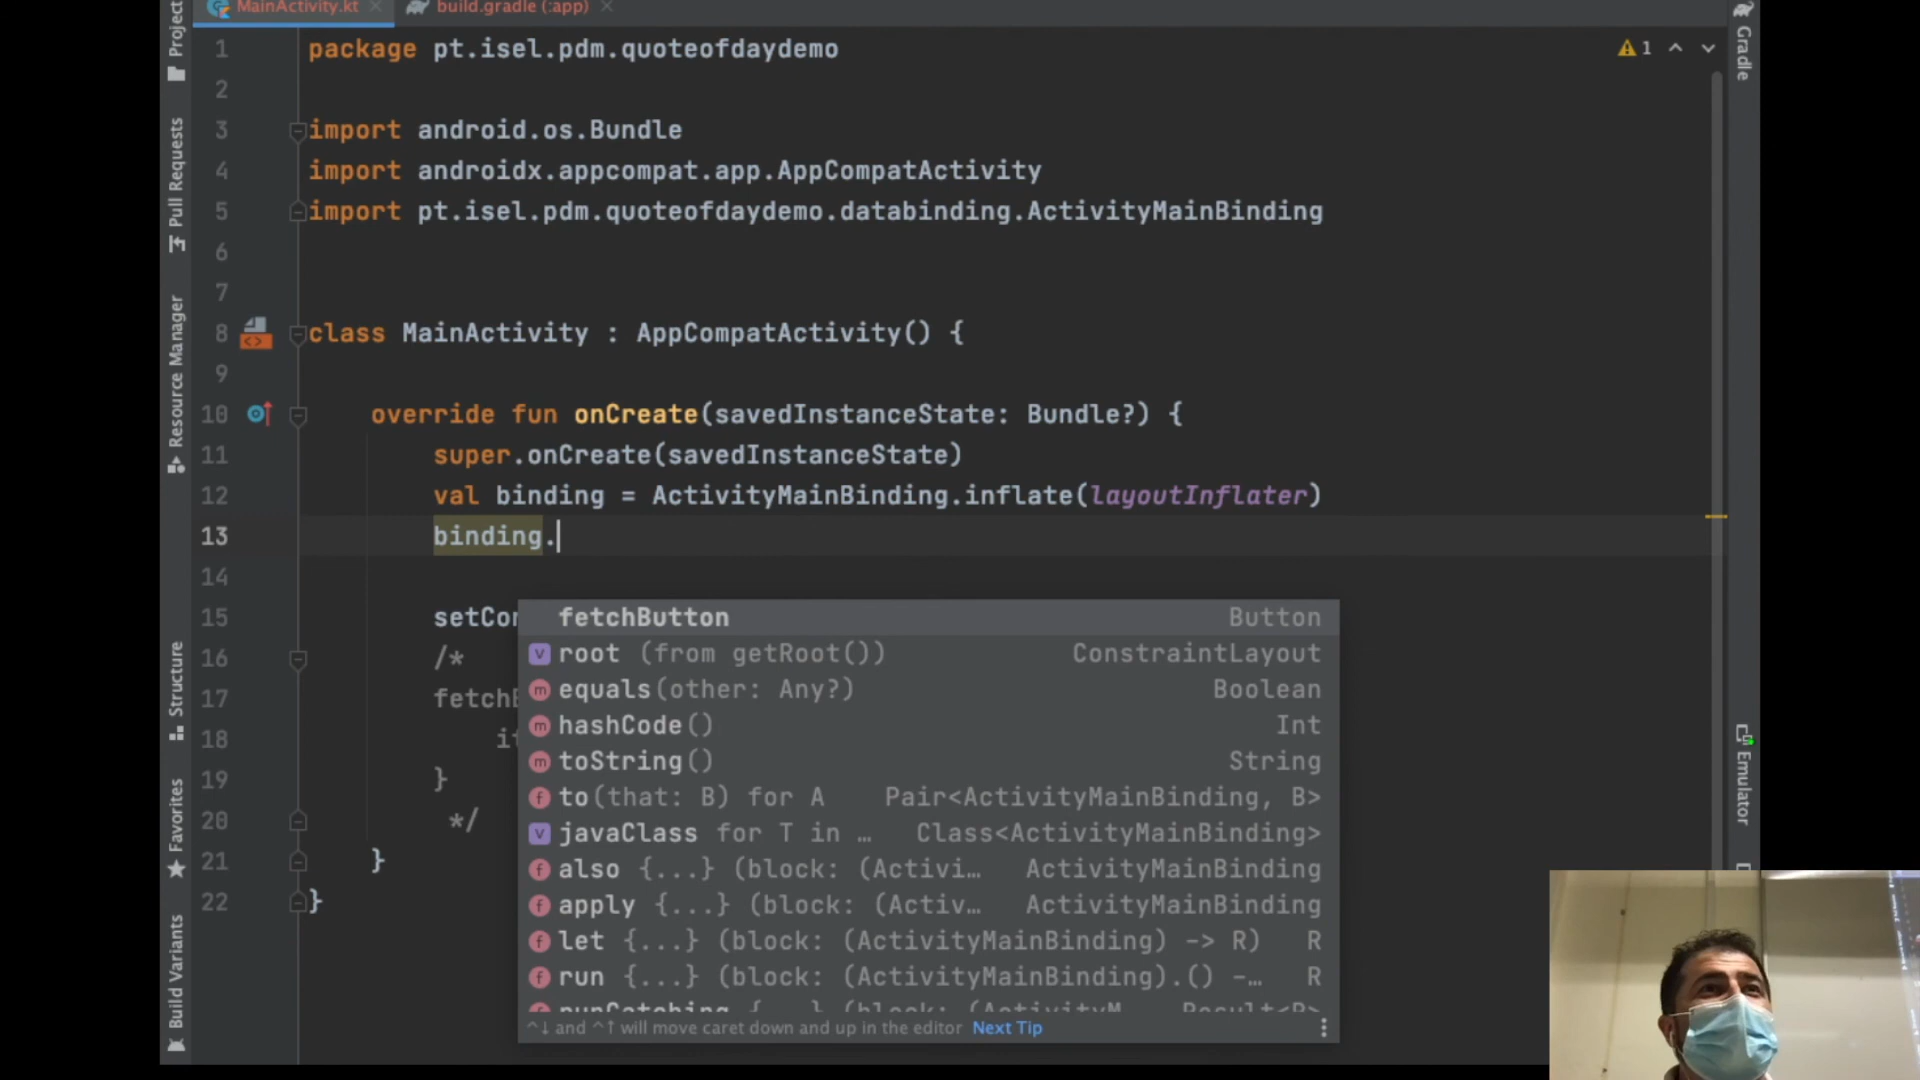 MainActivity.kt
build.gradle (:app)
Project
Pull Requests
Resource Manager
Structure
Favorites
Build Variants
1 package pt.isel.pdm.quoteofdaydemo
2
3 import android.os.Bundle
4 import androidx.appcompat.app.AppCompatActivity
5 import pt.isel.pdm.quoteofdaydemo.databinding.ActivityMainBinding
6
7
8 class MainActivity : AppCompatActivity() {
9
10 override fun onCreate(savedInstanceState: Bundle?) {
11 super.onCreate(savedInstanceState)
12 val binding = ActivityMainBinding.inflate(layoutInflater)
13 binding.
14
15 setCon
16 /*
17 fetchB
18 it
19 }
20 */
21 }
22 }
fetchButton Button
root (from getRoot()) ConstraintLayout
equals(other: Any?) Boolean
hashCode() Int
toString() String
to(that: B) for A Pair<ActivityMainBinding, B>
javaClass for T in … Class<ActivityMainBinding>
also {...} (block: (Activi… ActivityMainBinding
apply {...} (block: (Activ… ActivityMainBinding
let {...} (block: (ActivityMainBinding) -> R) R
run {...} (block: (ActivityMainBinding).() -… R
^↓ and ^↑ will move caret down and up in the editor Next Tip
1
Gradle
Emulator